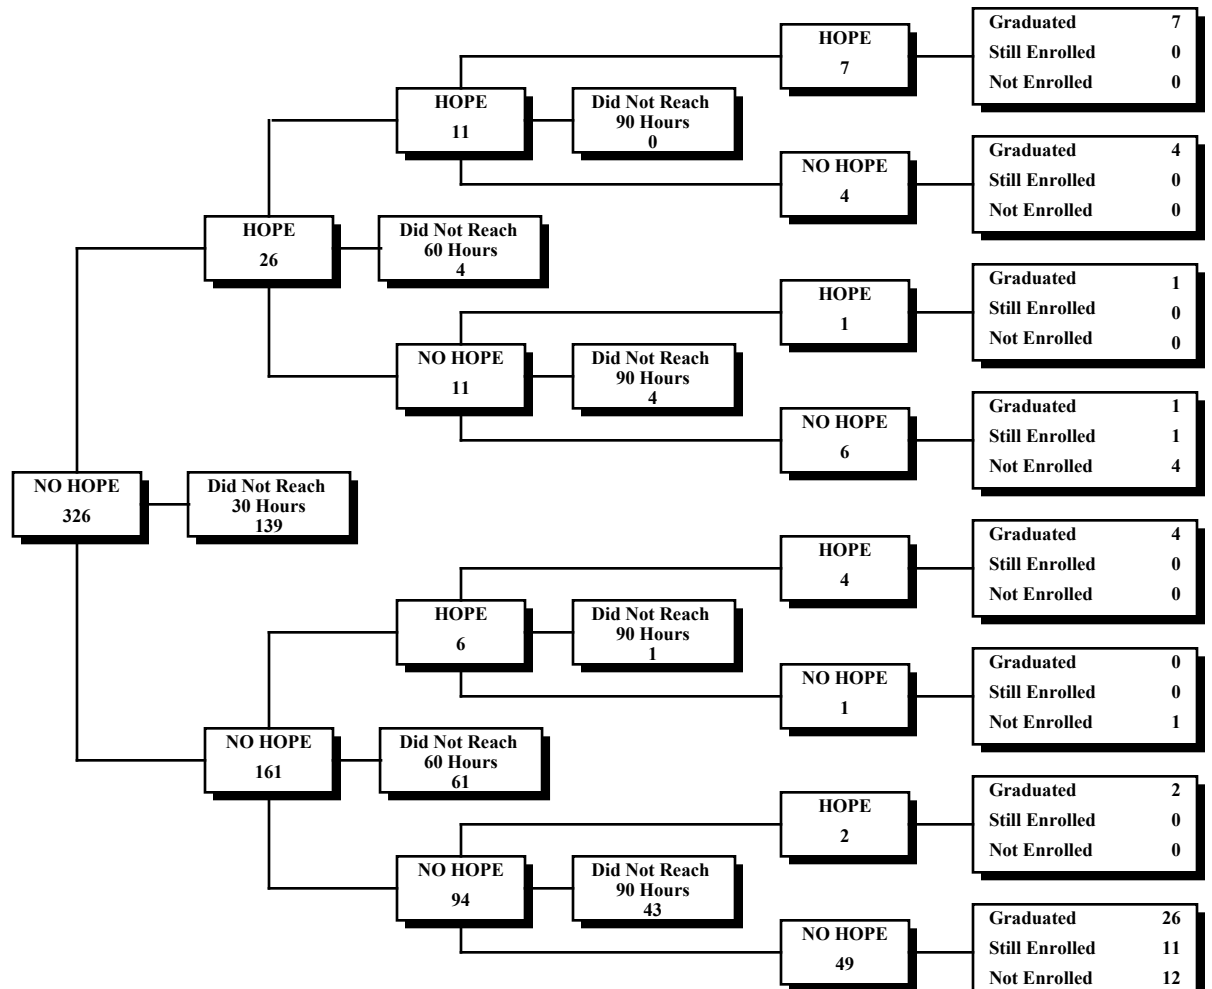 HOPE
7
Graduated 7
Still Enrolled 0
Not Enrolled 0
HOPE
11
Did Not Reach
90 Hours
0
NO HOPE
4
Graduated 4
Still Enrolled 0
Not Enrolled 0
HOPE
26
Did Not Reach
60 Hours
4
HOPE
1
Graduated 1
Still Enrolled 0
Not Enrolled 0
NO HOPE
11
Did Not Reach
90 Hours
4
NO HOPE
6
Graduated 1
Still Enrolled 1
Not Enrolled 4
NO HOPE
326
Did Not Reach
30 Hours
139
HOPE
4
Graduated 4
Still Enrolled 0
Not Enrolled 0
HOPE
6
Did Not Reach
90 Hours
1
NO HOPE
1
Graduated 0
Still Enrolled 0
Not Enrolled 1
NO HOPE
161
Did Not Reach
60 Hours
61
HOPE
2
Graduated 2
Still Enrolled 0
Not Enrolled 0
NO HOPE
94
Did Not Reach
90 Hours
43
NO HOPE
49
Graduated 26
Still Enrolled 11
Not Enrolled 12